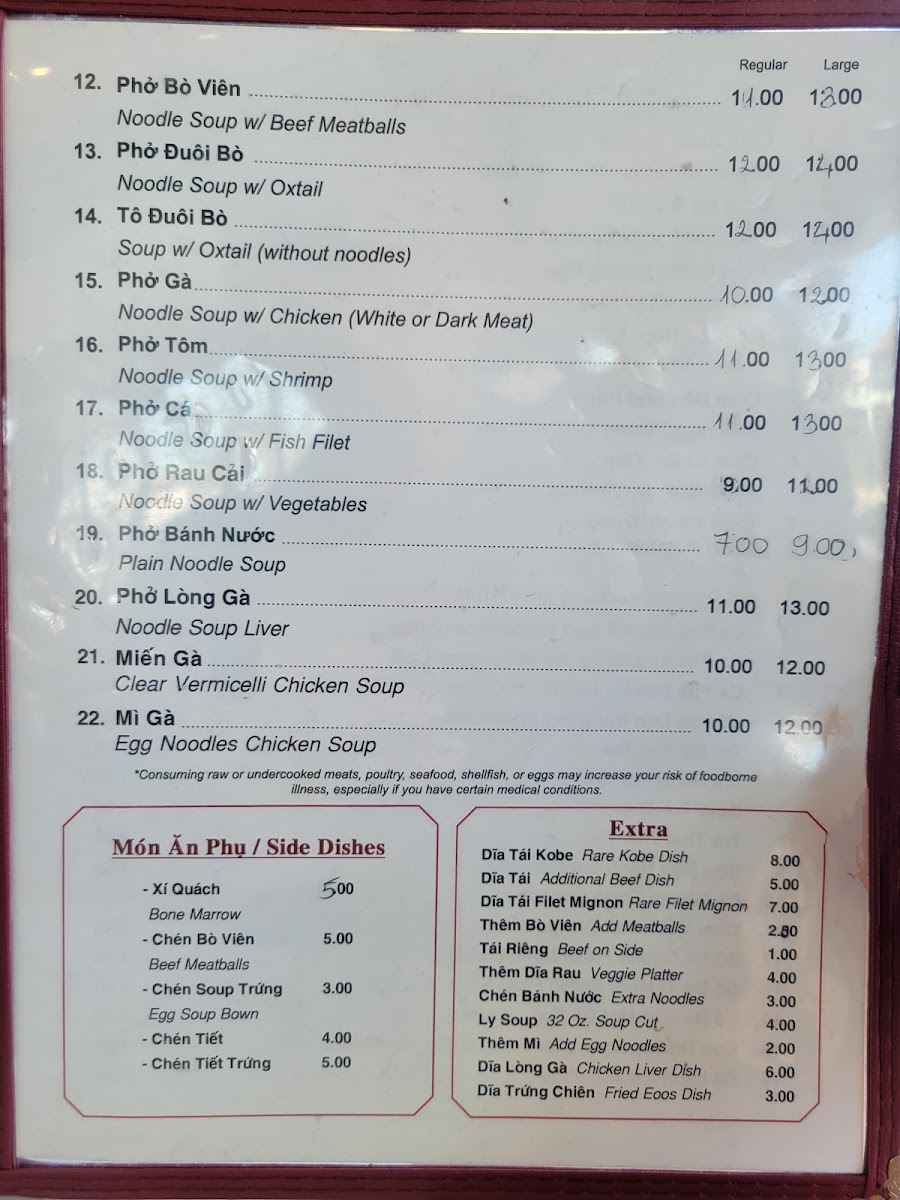 Regular Large
12. Phở Bò Viên 11.00 13.00
Noodle Soup w/ Beef Meatballs
13. Phở Đuôi Bò 12.00 14.00
Noodle Soup w/ Oxtail
14. Tô Đuôi Bò 12.00 14.00
Soup w/ Oxtail (without noodles)
15. Phở Gà 10.00 12.00
Noodle Soup w/ Chicken (White or Dark Meat)
16. Phở Tôm 11.00 13.00
Noodle Soup w/ Shrimp
17. Phở Cá 11.00 13.00
Noodle Soup w/ Fish Filet
18. Phở Rau Cải 9.00 11.00
Noodle Soup w/ Vegetables
19. Phở Bánh Nước 7.00 9.00
Plain Noodle Soup
20. Phở Lòng Gà 11.00 13.00
Noodle Soup Liver
21. Miến Gà 10.00 12.00
Clear Vermicelli Chicken Soup
22. Mì Gà 10.00 12.00
Egg Noodles Chicken Soup
*Consuming raw or undercooked meats, poultry, seafood, shellfish, or eggs may increase your risk of foodborne
illness, especially if you have certain medical conditions.
Món Ăn Phụ / Side Dishes
- Xí Quách 5.00
Bone Marrow
- Chén Bò Viên 5.00
Beef Meatballs
- Chén Soup Trứng 3.00
Egg Soup Bown
- Chén Tiết 4.00
- Chén Tiết Trứng 5.00
Extra
Dĩa Tái Kobe Rare Kobe Dish 8.00
Dĩa Tái Additional Beef Dish 5.00
Dĩa Tái Filet Mignon Rare Filet Mignon 7.00
Thêm Bò Viên Add Meatballs
Tái Riêng Beef on Side 1.00
Thêm Dĩa Rau Veggie Platter 4.00
Chén Bánh Nước Extra Noodles 3.00
Ly Soup 32 Oz. Soup Cut 4.00
Thêm Mì Add Egg Noodles 2.00
Dĩa Lòng Gà Chicken Liver Dish 6.00
Dĩa Trứng Chiên Fried Eoos Dish 3.00